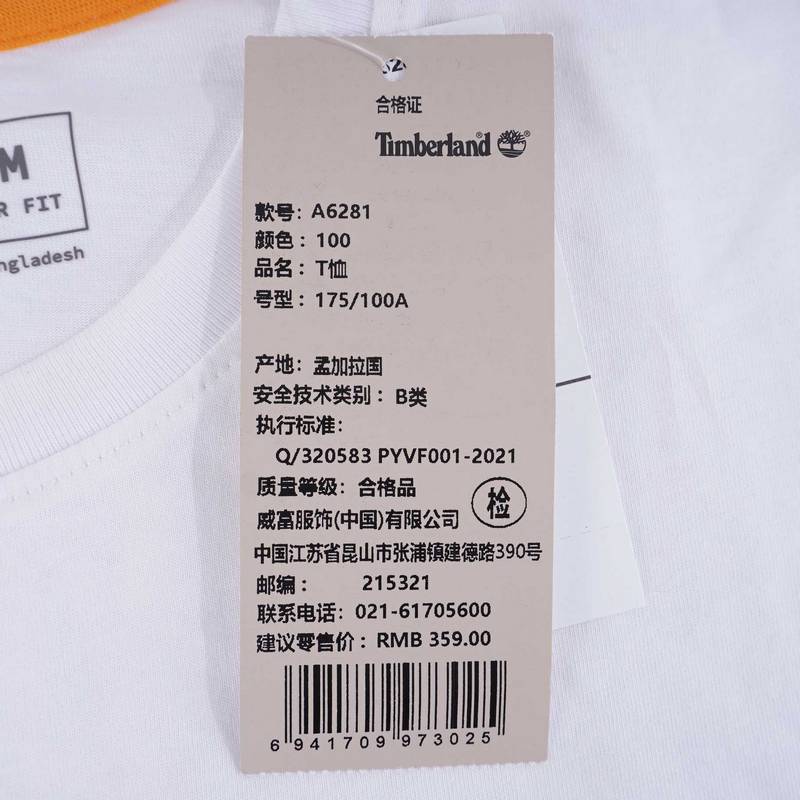 合格证
Timberland
款号: A6281
颜色: 100
品名: T恤
号型: 175/100A
产地: 孟加拉国
安全技术类别: B类
执行标准:
Q/320583 PYVF001-2021
质量等级: 合格品
检
威富服饰(中国)有限公司
中国江苏省昆山市张浦镇建德路390号
邮编: 215321
联系电话: 021-61705600
建议零售价: RMB 359.00
6 941709 973025
M
R FIT
ngladesh